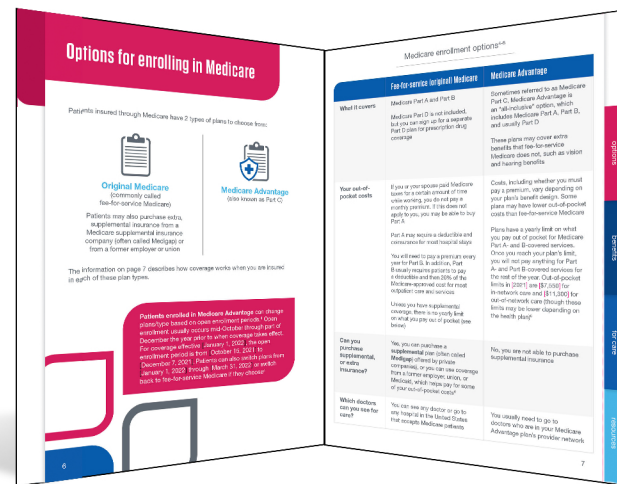 Options for enrolling in Medicare
Patients insured through Medicare have 2 types of plans to choose from:
Original Medicare
(commonly called
fee-for-service Medicare)
Patients may also purchase extra,
supplemental insurance from a
Medicare supplemental insurance
company (often called Medigap) or
from a former employer or union
Medicare Advantage
(also known as Part C)
The information on page 7 describes how coverage works when you are insured
in each of these plan types.
Patients enrolled in Medicare Advantage can change
plans/type based on open enrollment periods. Open
enrollment usually occurs mid-October through part of
December the year prior to when coverage takes effect.
For coverage effective [January 1, 2022], the open
enrollment period is from [October 15, 2021 to
December 7, 2021]. Patients can also switch plans from
[January 1, 2022] through [March 31, 2022] or switch
back to fee-for-service Medicare if they choose
6
Medicare enrollment options
Fee-for-service (original) Medicare
Medicare Advantage
What it covers
Medicare Part A and Part B
Medicare Part D is not included,
but you can sign up for a separate
Part D plan for prescription drug
coverage
Sometimes referred to as Medicare
Part C, Medicare Advantage is
an "all-inclusive" option, which
includes Medicare Part A, Part B,
and usually Part D
These plans may cover extra
benefits that fee-for-service
Medicare does not, such as vision
and hearing benefits
Your out-of-
pocket costs
If you or your spouse paid Medicare
taxes for a certain amount of time
while working, you do not pay a
monthly premium. If this does not
apply to you, you may be able to buy
Part A
Part A may require a deductible and
coinsurance for most hospital stays
You will need to pay a premium every
year for Part B. In addition, Part
B usually requires patients to pay
a deductible and then 20% of the
Medicare-approved cost for most
outpatient care and services
Unless you have supplemental
coverage, there is no yearly limit
on what you pay out of pocket (see
below)
Costs, including whether you must
pay a premium, vary depending on
your plan's benefit design. Some
plans may have lower out-of-pocket
costs than fee-for-service Medicare
Plans have a yearly limit on what
you pay out of pocket for Medicare
Part A- and B-covered services.
Once you reach your plan's limit,
you will not pay anything for Part
A- and Part B-covered services for
the rest of the year. Out-of-pocket
limits in [2021] are [$7,550] for
in-network care and [$11,300] for
out-of-network care (though these
limits may be lower depending on
the health plan)
Can you
purchase
supplemental,
or extra
insurance?
Yes, you can purchase a
supplemental plan (often called
Medigap) offered by private
companies, or you can use coverage
from a former employer, union, or
Medicaid, which helps pay for some
of your out-of-pocket costs
No, you are not able to purchase
supplemental insurance
Which doctors
can you use for
care?
You can see any doctor or go to
any hospital in the United States
that accepts Medicare patients
You usually need to go to
doctors who are in your Medicare
Advantage plan's provider network
7
options
benefits
for care
resources